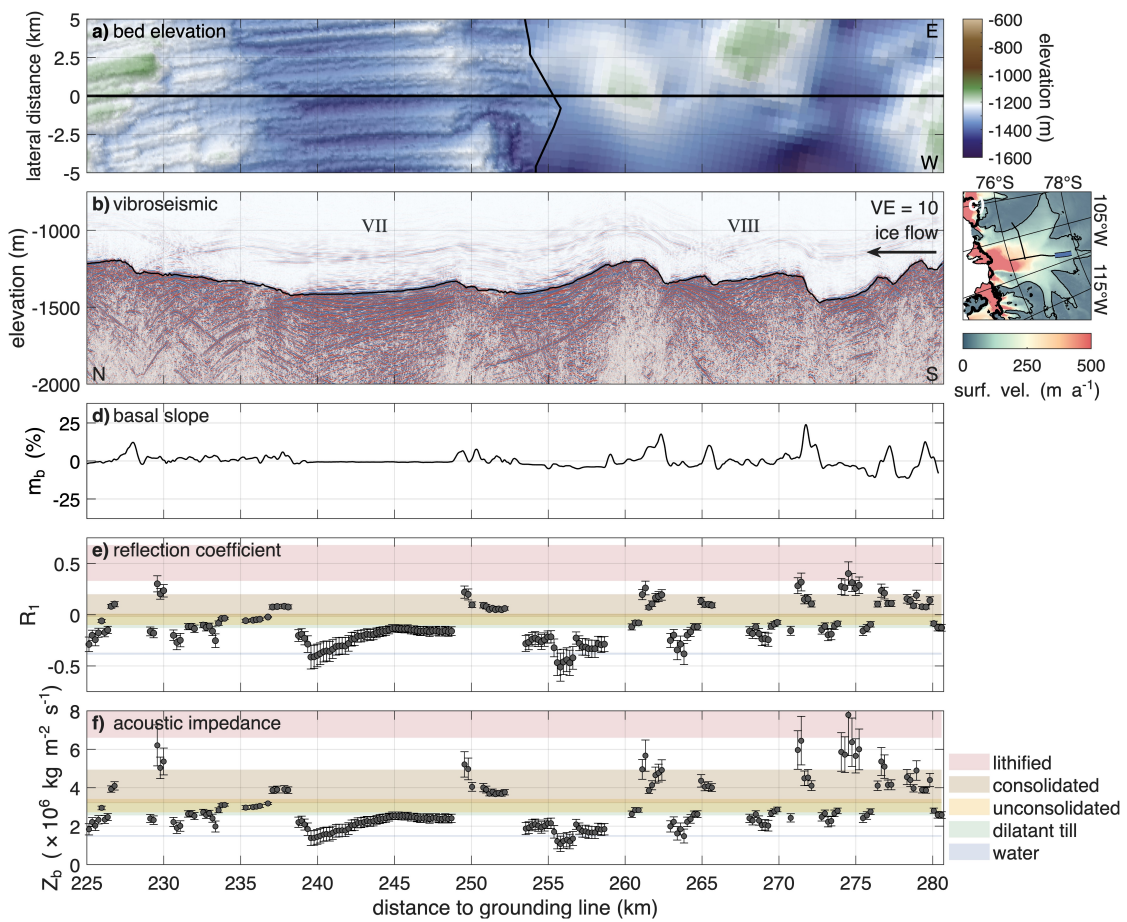 a) bed elevation
E
W
5
2.5
0
-2.5
-5
lateral distance (km)
-600
-800
-1000
-1200
-1400
-1600
elevation (m)
b) vibroseismic
VII
VIII
VE = 10
ice flow
N
S
-1000
-1500
-2000
elevation (m)
76°S 78°S
105°W
115°W
0 250 500
surf. vel. (m a⁻¹)
d) basal slope
25
0
-25
m_b (%)
e) reflection coefficient
0.5
0
-0.5
R₁
f) acoustic impedance
8
6
4
2
0
Z_b ( × 10⁶ kg m⁻² s⁻¹)
225 230 235 240 245 250 255 260 265 270 275 280
distance to grounding line (km)
lithified
consolidated
unconsolidated
dilatant till
water